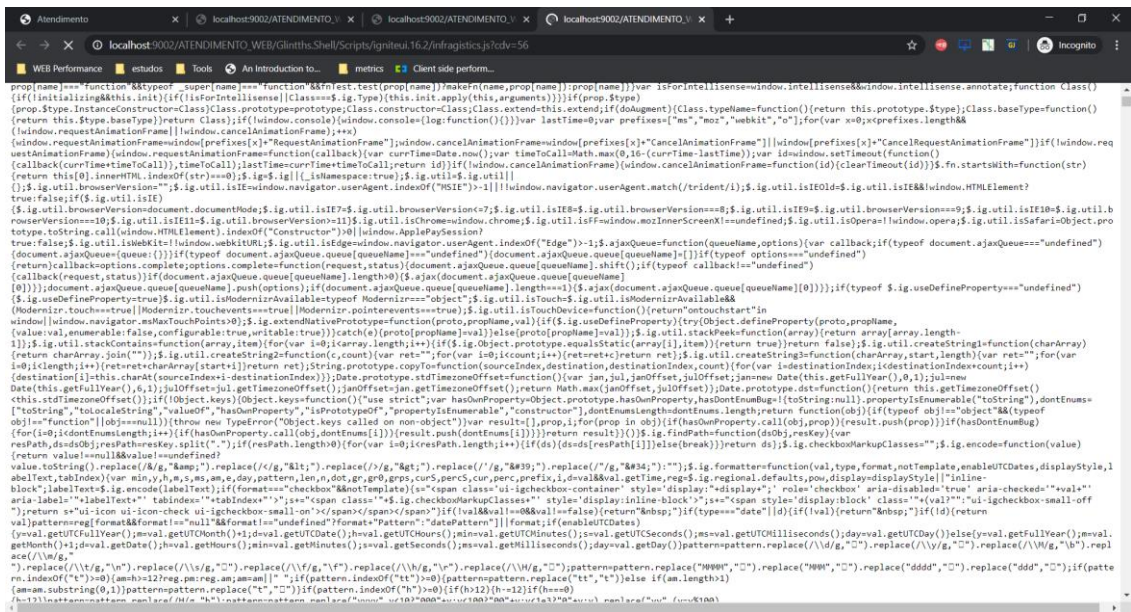 Atendimento
localhost:9002/ATENDIMENTO_W
localhost:9002/ATENDIMENTO_W
localhost:9002/ATENDIMENTO_W
localhost:9002/ATENDIMENTO_WEB/Glintths.Shell/Scripts/igniteui.16.2/infragistics.js?cdv=56
Incognito
WEB Performance
estudos
Tools
An Introduction to...
metrics
Client side perform...
prop[name]==="function"&&typeof _super[name]==="function"&&fnTest.test(prop[name])?makeFn(name,prop[name]):prop[name]}}var isForIntellisense=window.intellisense&&window.intellisense.annotate;function Class()
{if(!initializing&&this.init){if(!isForIntellisense||Class===$.ig.Type){this.init.apply(this,arguments)}}}if(prop.$type)
{prop.$type.InstanceConstructor=Class}Class.prototype=prototype;Class.constructor=Class;Class.extend=this.extend;if(doAugment){Class.typeName=function(){return this.prototype.$type};Class.baseType=function()
{return this.$type.baseType}}return Class};if(!window.console){window.console={log:function(){}}}var lastTime=0;var prefixes=["ms","moz","webkit","o"];for(var x=0;x<prefixes.length&&
(!window.requestAnimationFrame||!window.cancelAnimationFrame);++x)
{window.requestAnimationFrame=window[prefixes[x]+"RequestAnimationFrame"];window.cancelAnimationFrame=window[prefixes[x]+"CancelAnimationFrame"]||window[prefixes[x]+"CancelRequestAnimationFrame"]}if(!window.req
uestAnimationFrame){window.requestAnimationFrame=function(callback){var currTime=Date.now();var timeToCall=Math.max(0,16-(currTime-lastTime));var id=window.setTimeout(function()
{callback(currTime+timeToCall)},timeToCall);lastTime=currTime+timeToCall;return id}}if(!window.cancelAnimationFrame){window.cancelAnimationFrame=function(id){clearTimeout(id)}}$.fn.startsWith=function(str)
{return this[0].innerHTML.indexOf(str)===0};$.ig=$.ig||{_isNamespace:true};$.ig.util=$.ig.util||
{};$.ig.util.browserVersion="";$.ig.util.isIE=window.navigator.userAgent.indexOf("MSIE")>-1||!!window.navigator.userAgent.match(/trident/i);$.ig.util.isIEOld=$.ig.util.isIE&&!window.HTMLElement?
true:false;if($.ig.util.isIE)
{$.ig.util.browserVersion=document.documentMode;$.ig.util.isIE7=$.ig.util.browserVersion<=7;$.ig.util.isIE8=$.ig.util.browserVersion===8;$.ig.util.isIE9=$.ig.util.browserVersion===9;$.ig.util.isIE10=$.ig.util.b
rowserVersion===10;$.ig.util.isIE11=$.ig.util.browserVersion>=11}$.ig.util.isChrome=window.chrome;$.ig.util.isFF=window.mozInnerScreenX!==undefined;$.ig.util.isOpera=!!window.opera;$.ig.util.isSafari=Object.pro
totype.toString.call(window.HTMLElement).indexOf("Constructor")>0||window.ApplePaySession?
true:false;$.ig.util.isWebKit=!!window.webkitURL;$.ig.util.isEdge=window.navigator.userAgent.indexOf("Edge")>-1;$.ajaxQueue=function(queueName,options){var callback;if(typeof document.ajaxQueue==="undefined")
{document.ajaxQueue={queue:{}}}if(typeof document.ajaxQueue.queue[queueName]==="undefined"){document.ajaxQueue.queue[queueName]=[]}if(typeof options==="undefined")
{return}callback=options.complete;options.complete=function(request,status){document.ajaxQueue.queue[queueName].shift();if(typeof callback!=="undefined")
{callback(request,status)}if(document.ajaxQueue.queue[queueName].length>0){$.ajax(document.ajaxQueue.queue[queueName]
[0])}};document.ajaxQueue.queue[queueName].push(options);if(document.ajaxQueue.queue[queueName].length===1){$.ajax(document.ajaxQueue.queue[queueName][0])}};if(typeof $.ig.useDefineProperty==="undefined")
{$.ig.useDefineProperty=true}$.ig.util.isModernizrAvailable=typeof Modernizr==="object";$.ig.util.isTouch=$.ig.util.isModernizrAvailable&&
(Modernizr.touch===true||Modernizr.touchevents===true||Modernizr.pointerevents===true);$.ig.util.isTouchDevice=function(){return"ontouchstart"in
window||window.navigator.msMaxTouchPoints>0};$.ig.extendNativePrototype=function(proto,propName,val){if($.ig.useDefineProperty){try{Object.defineProperty(proto,propName,
{value:val,enumerable:false,configurable:true,writable:true})}catch(e){proto[propName]=val}}else{proto[propName]=val}};$.ig.util.stackPeek=function(array){return array[array.length-
1]};$.ig.util.stackContains=function(array,item){for(var i=0;i<array.length;i++){if($.ig.Object.prototype.equalsStatic(array[i],item)){return true}}return false};$.ig.util.createString1=function(charArray)
{return charArray.join("")};$.ig.util.createString2=function(c,count){var ret="";for(var i=0;i<count;i++){ret=ret+c}return ret};$.ig.util.createString3=function(charArray,start,length){var ret="";for(var
i=0;i<length;i++){ret=ret+charArray[start+i]}return ret};String.prototype.copyTo=function(sourceIndex,destination,destinationIndex,count){for(var i=destinationIndex;i<destinationIndex+count;i++)
{destination[i]=this.charAt(sourceIndex+i-destinationIndex)}};Date.prototype.stdTimezoneOffset=function(){var jan,jul,janOffset,julOffset;jan=new Date(this.getFullYear(),0,1);jul=new
Date(this.getFullYear(),6,1);julOffset=jul.getTimezoneOffset();janOffset=jan.getTimezoneOffset();return Math.max(janOffset,julOffset)};Date.prototype.dst=function(){return this.getTimezoneOffset()
<this.stdTimezoneOffset()};if(!Object.keys){Object.keys=function(){"use strict";var hasOwnProperty=Object.prototype.hasOwnProperty,hasDontEnumBug=!{toString:null}.propertyIsEnumerable("toString"),dontEnums=
["toString","toLocaleString","valueOf","hasOwnProperty","isPrototypeOf","propertyIsEnumerable","constructor"],dontEnumsLength=dontEnums.length;return function(obj){if(typeof obj!=="object"&&(typeof
obj!=="function"||obj===null)){throw new TypeError("Object.keys called on non-object")}var result=[],prop,i;for(prop in obj){if(hasOwnProperty.call(obj,prop)){result.push(prop)}}if(hasDontEnumBug)
{for(i=0;i<dontEnumsLength;i++){if(hasOwnProperty.call(obj,dontEnums[i])){result.push(dontEnums[i])}}}return result}}()}$.ig.findPath=function(dsObj,resKey){var
resPath,ds=dsObj;resPath=resKey.split(".");if(resPath.length>0){for(var i=0;i<resPath.length;i++){if(ds){ds=ds[resPath[i]]}else{break}}}return ds};$.ig.checkboxMarkupClasses="";$.ig.encode=function(value)
{return value!==null&&value!==undefined?
value.toString().replace(/&/g,"&amp;").replace(/</g,"&lt;").replace(/>/g,"&gt;").replace(/'/g,"&#39;").replace(/"/g,"&#34;"):""};$.ig.formatter=function(val,type,format,notTemplate,enableUTCDates,displayStyle,l
abelText,tabIndex){var min,y,h,m,s,ms,am,e,day,pattern,len,n,dot,gr,gr0,grps,curS,percS,cur,perc,prefix,i,d=val&&val.getTime,reg=$.ig.regional.defaults,pow,display=displayStyle||"inline-
block";labelText=$.ig.encode(labelText);if(format==="checkbox"&&notTemplate){s="<span class='ui-igcheckbox-container' style='display:"+display+";' role='checkbox' aria-disabled='true' aria-checked='"+val+"'
aria-label='"+labelText+"' tabindex='"+tabIndex+"'>";s+="<span class='"+$.ig.checkboxMarkupClasses+"' style='display:inline-block'>";s+="<span style='display:block' class='"+(val?"":"ui-igcheckbox-small-off
")return s+"ui-icon ui-icon-check ui-igcheckbox-small-on'></span></span></span>"}if(!val&&val!==0&&val!==false){return"&nbsp;"}if(type==="date"||d){if(!val){return"&nbsp;"}if(!d){return
val}pattern=reg[format&&format!=="null"&&format!=="undefined"?format+"Pattern":"datePattern"]||format;if(enableUTCDates)
{y=val.getUTCFullYear();m=val.getUTCMonth()+1;d=val.getUTCDate();h=val.getUTCHours();min=val.getUTCMinutes();s=val.getUTCSeconds();ms=val.getUTCMilliseconds();day=val.getUTCDay()}else{y=val.getFullYear();m=val.
getMonth()+1;d=val.getDate();h=val.getHours();min=val.getMinutes();s=val.getSeconds();ms=val.getMilliseconds();day=val.getDay()}pattern=pattern.replace(/\\d/g,"").replace(/\\y/g,"").replace(/\\M/g,"\b").repl
ace(/\\m/g,"
").replace(/\\t/g,"\n").replace(/\\s/g,"").replace(/\\f/g,"\f").replace(/\\h/g,"\r").replace(/\\H/g,"");pattern=pattern.replace("MMMM","").replace("MMM","").replace("dddd","").replace("ddd","");if(patte
rn.indexOf("t")>=0){am=h>=12?reg.pm:reg.am;am=am||" ";if(pattern.indexOf("tt")>=0){pattern=pattern.replace("tt","t")}else if(am.length>1)
{am=am.substring(0,1)}pattern=pattern.replace("t","")}if(pattern.indexOf("h")>=0){if(h>12){h-=12}if(h===0)